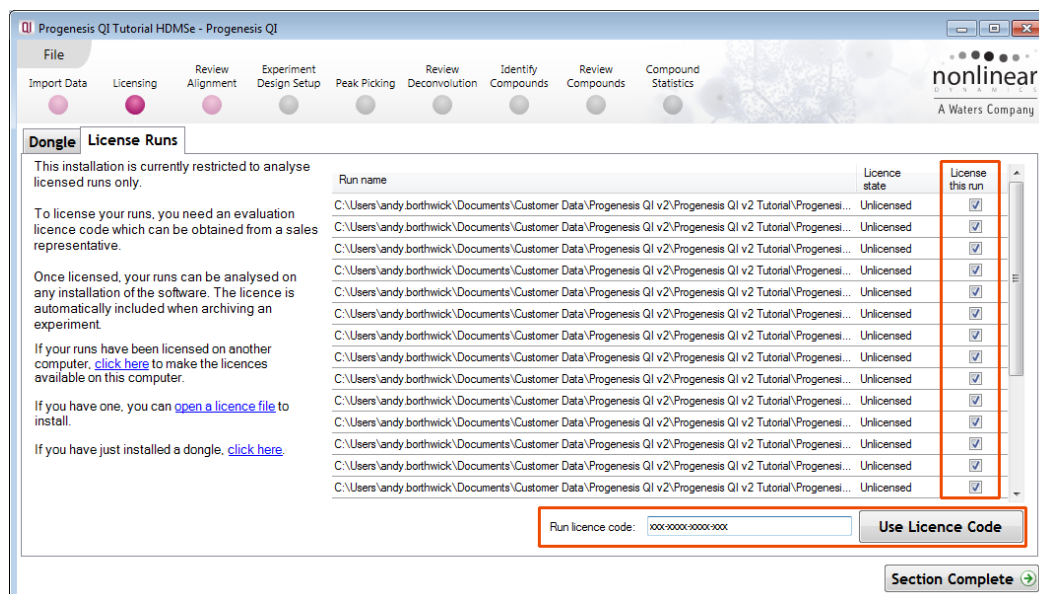 QI Progenesis QI Tutorial HDMSe - Progenesis QI
File
Import Data
Licensing
Review Alignment
Experiment Design Setup
Peak Picking
Review Deconvolution
Identify Compounds
Review Compounds
Compound Statistics
nonlinear
DYNAMICS
A Waters Company
Dongle
License Runs
This installation is currently restricted to analyse
licensed runs only.
To license your runs, you need an evaluation
licence code which can be obtained from a sales
representative.
Once licensed, your runs can be analysed on
any installation of the software. The licence is
automatically included when archiving an
experiment.
If your runs have been licensed on another
computer, click here to make the licences
available on this computer.
If you have one, you can open a licence file to
install.
If you have just installed a dongle, click here.
Run name
Licence state
License this run
C:\Users\andy.borthwick\Documents\Customer Data\Progenesis QI v2\Progenesis QI v2 Tutorial\Progenesi... Unlicensed
C:\Users\andy.borthwick\Documents\Customer Data\Progenesis QI v2\Progenesis QI v2 Tutorial\Progenesi... Unlicensed
C:\Users\andy.borthwick\Documents\Customer Data\Progenesis QI v2\Progenesis QI v2 Tutorial\Progenesi... Unlicensed
C:\Users\andy.borthwick\Documents\Customer Data\Progenesis QI v2\Progenesis QI v2 Tutorial\Progenesi... Unlicensed
C:\Users\andy.borthwick\Documents\Customer Data\Progenesis QI v2\Progenesis QI v2 Tutorial\Progenesi... Unlicensed
C:\Users\andy.borthwick\Documents\Customer Data\Progenesis QI v2\Progenesis QI v2 Tutorial\Progenesi... Unlicensed
C:\Users\andy.borthwick\Documents\Customer Data\Progenesis QI v2\Progenesis QI v2 Tutorial\Progenesi... Unlicensed
C:\Users\andy.borthwick\Documents\Customer Data\Progenesis QI v2\Progenesis QI v2 Tutorial\Progenesi... Unlicensed
C:\Users\andy.borthwick\Documents\Customer Data\Progenesis QI v2\Progenesis QI v2 Tutorial\Progenesi... Unlicensed
C:\Users\andy.borthwick\Documents\Customer Data\Progenesis QI v2\Progenesis QI v2 Tutorial\Progenesi... Unlicensed
C:\Users\andy.borthwick\Documents\Customer Data\Progenesis QI v2\Progenesis QI v2 Tutorial\Progenesi... Unlicensed
C:\Users\andy.borthwick\Documents\Customer Data\Progenesis QI v2\Progenesis QI v2 Tutorial\Progenesi... Unlicensed
C:\Users\andy.borthwick\Documents\Customer Data\Progenesis QI v2\Progenesis QI v2 Tutorial\Progenesi... Unlicensed
C:\Users\andy.borthwick\Documents\Customer Data\Progenesis QI v2\Progenesis QI v2 Tutorial\Progenesi... Unlicensed
Run licence code: xxx-xxxx-xxxx-xxx
Use Licence Code
Section Complete